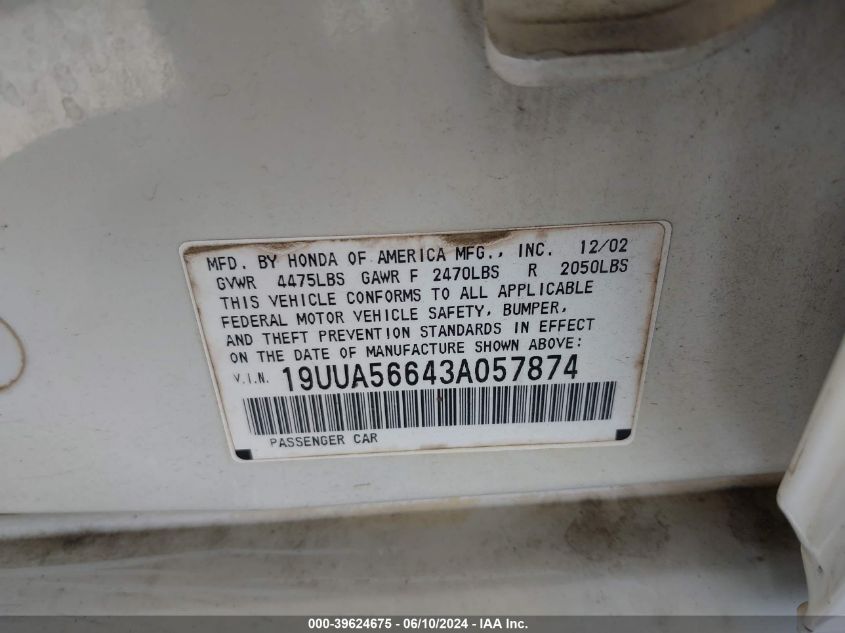 MFD. BY HONDA OF AMERICA MFG., INC. 12/02
GVWR 4475LBS GAWR F 2470LBS R 2050LBS
THIS VEHICLE CONFORMS TO ALL APPLICABLE
FEDERAL MOTOR VEHICLE SAFETY, BUMPER,
AND THEFT PREVENTION STANDARDS IN EFFECT
ON THE DATE OF MANUFACTURE SHOWN ABOVE:
V.I.N. 19UUA56643A057874
PASSENGER CAR
000-39624675 - 06/10/2024 - IAA Inc.